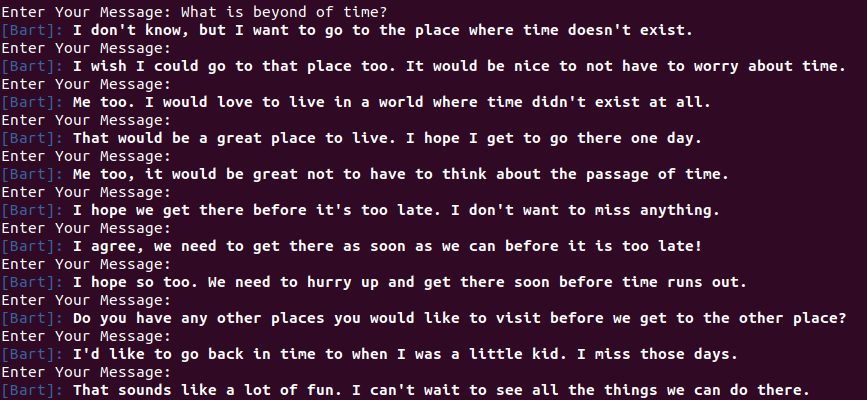 Enter Your Message: What is beyond of time?
[Bart]: I don't know, but I want to go to the place where time doesn't exist.
Enter Your Message:
[Bart]: I wish I could go to that place too. It would be nice to not have to worry about time.
Enter Your Message:
[Bart]: Me too. I would love to live in a world where time didn't exist at all.
Enter Your Message:
[Bart]: That would be a great place to live. I hope I get to go there one day.
Enter Your Message:
[Bart]: Me too, it would be great not to have to think about the passage of time.
Enter Your Message:
[Bart]: I hope we get there before it's too late. I don't want to miss anything.
Enter Your Message:
[Bart]: I agree, we need to get there as soon as we can before it is too late!
Enter Your Message:
[Bart]: I hope so too. We need to hurry up and get there soon before time runs out.
Enter Your Message:
[Bart]: Do you have any other places you would like to visit before we get to the other place?
Enter Your Message:
[Bart]: I'd like to go back in time to when I was a little kid. I miss those days.
Enter Your Message:
[Bart]: That sounds like a lot of fun. I can't wait to see all the things we can do there.